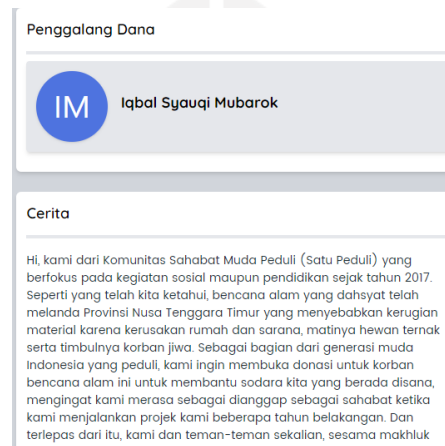 Penggalang Dana
IM
Iqbal Syauqi Mubarok
Cerita
Hi, kami dari Komunitas Sahabat Muda Peduli (Satu Peduli) yang
berfokus pada kegiatan sosial maupun pendidikan sejak tahun 2017.
Seperti yang telah kita ketahui, bencana alam yang dahsyat telah
melanda Provinsi Nusa Tenggara Timur yang menyebabkan kerugian
material karena kerusakan rumah dan sarana, matinya hewan ternak
serta timbulnya korban jiwa. Sebagai bagian dari generasi muda
Indonesia yang peduli, kami ingin membuka donasi untuk korban
bencana alam ini untuk membantu sodara kita yang berada disana,
mengingat kami merasa sebagai dianggap sebagai sahabat ketika
kami menjalankan projek kami beberapa tahun belakangan. Dan
terlepas dari itu, kami dan teman-teman sekalian, sesama makhluk